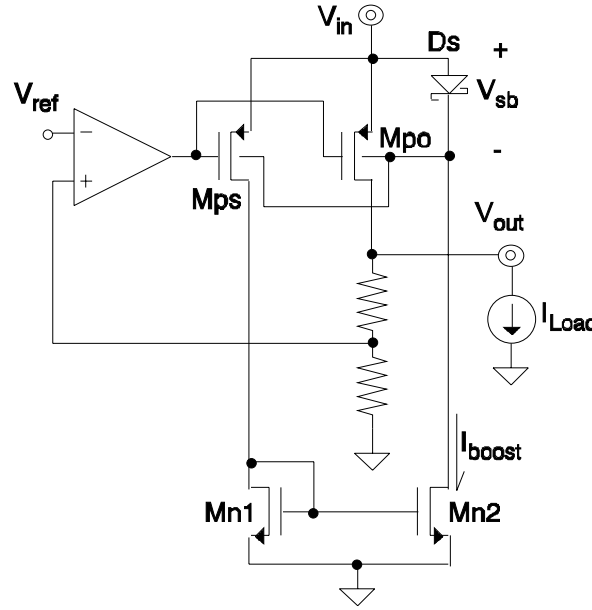 Vin
Ds
+
Vref
Vsb
−
Mpo
-
+
Mps
Vout
ILoad
Iboost
Mn1
Mn2